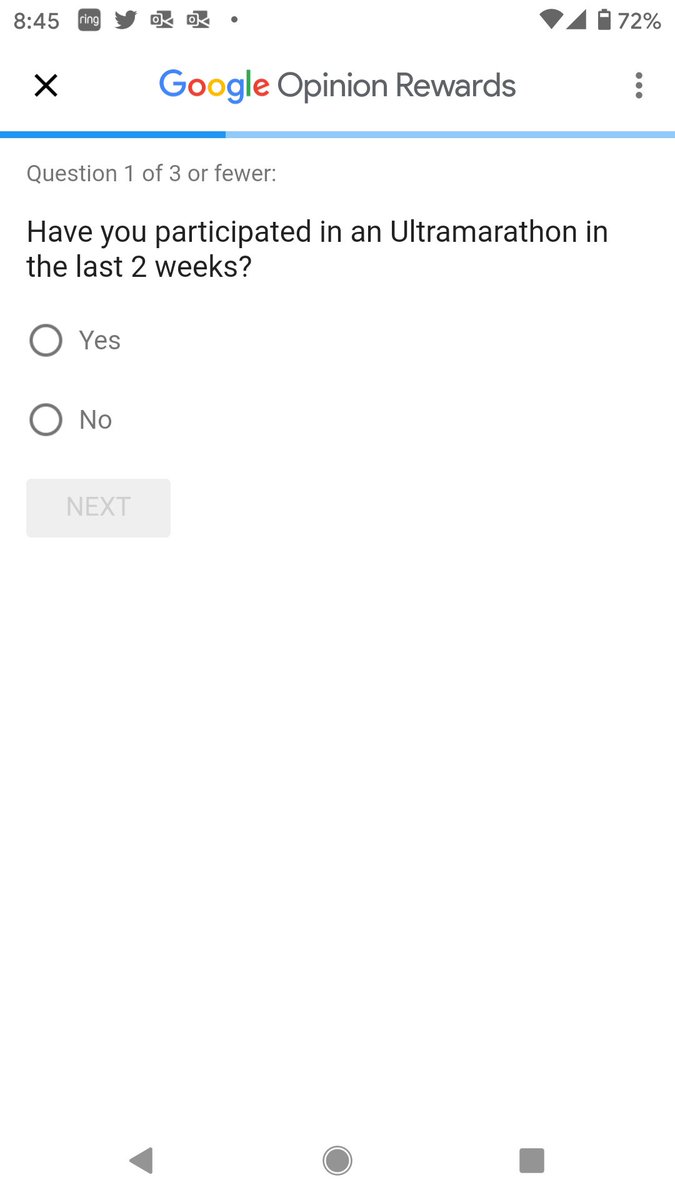 8:45 ring 72%
Google Opinion Rewards
Question 1 of 3 or fewer:
Have you participated in an Ultramarathon in
the last 2 weeks?
Yes
No
NEXT